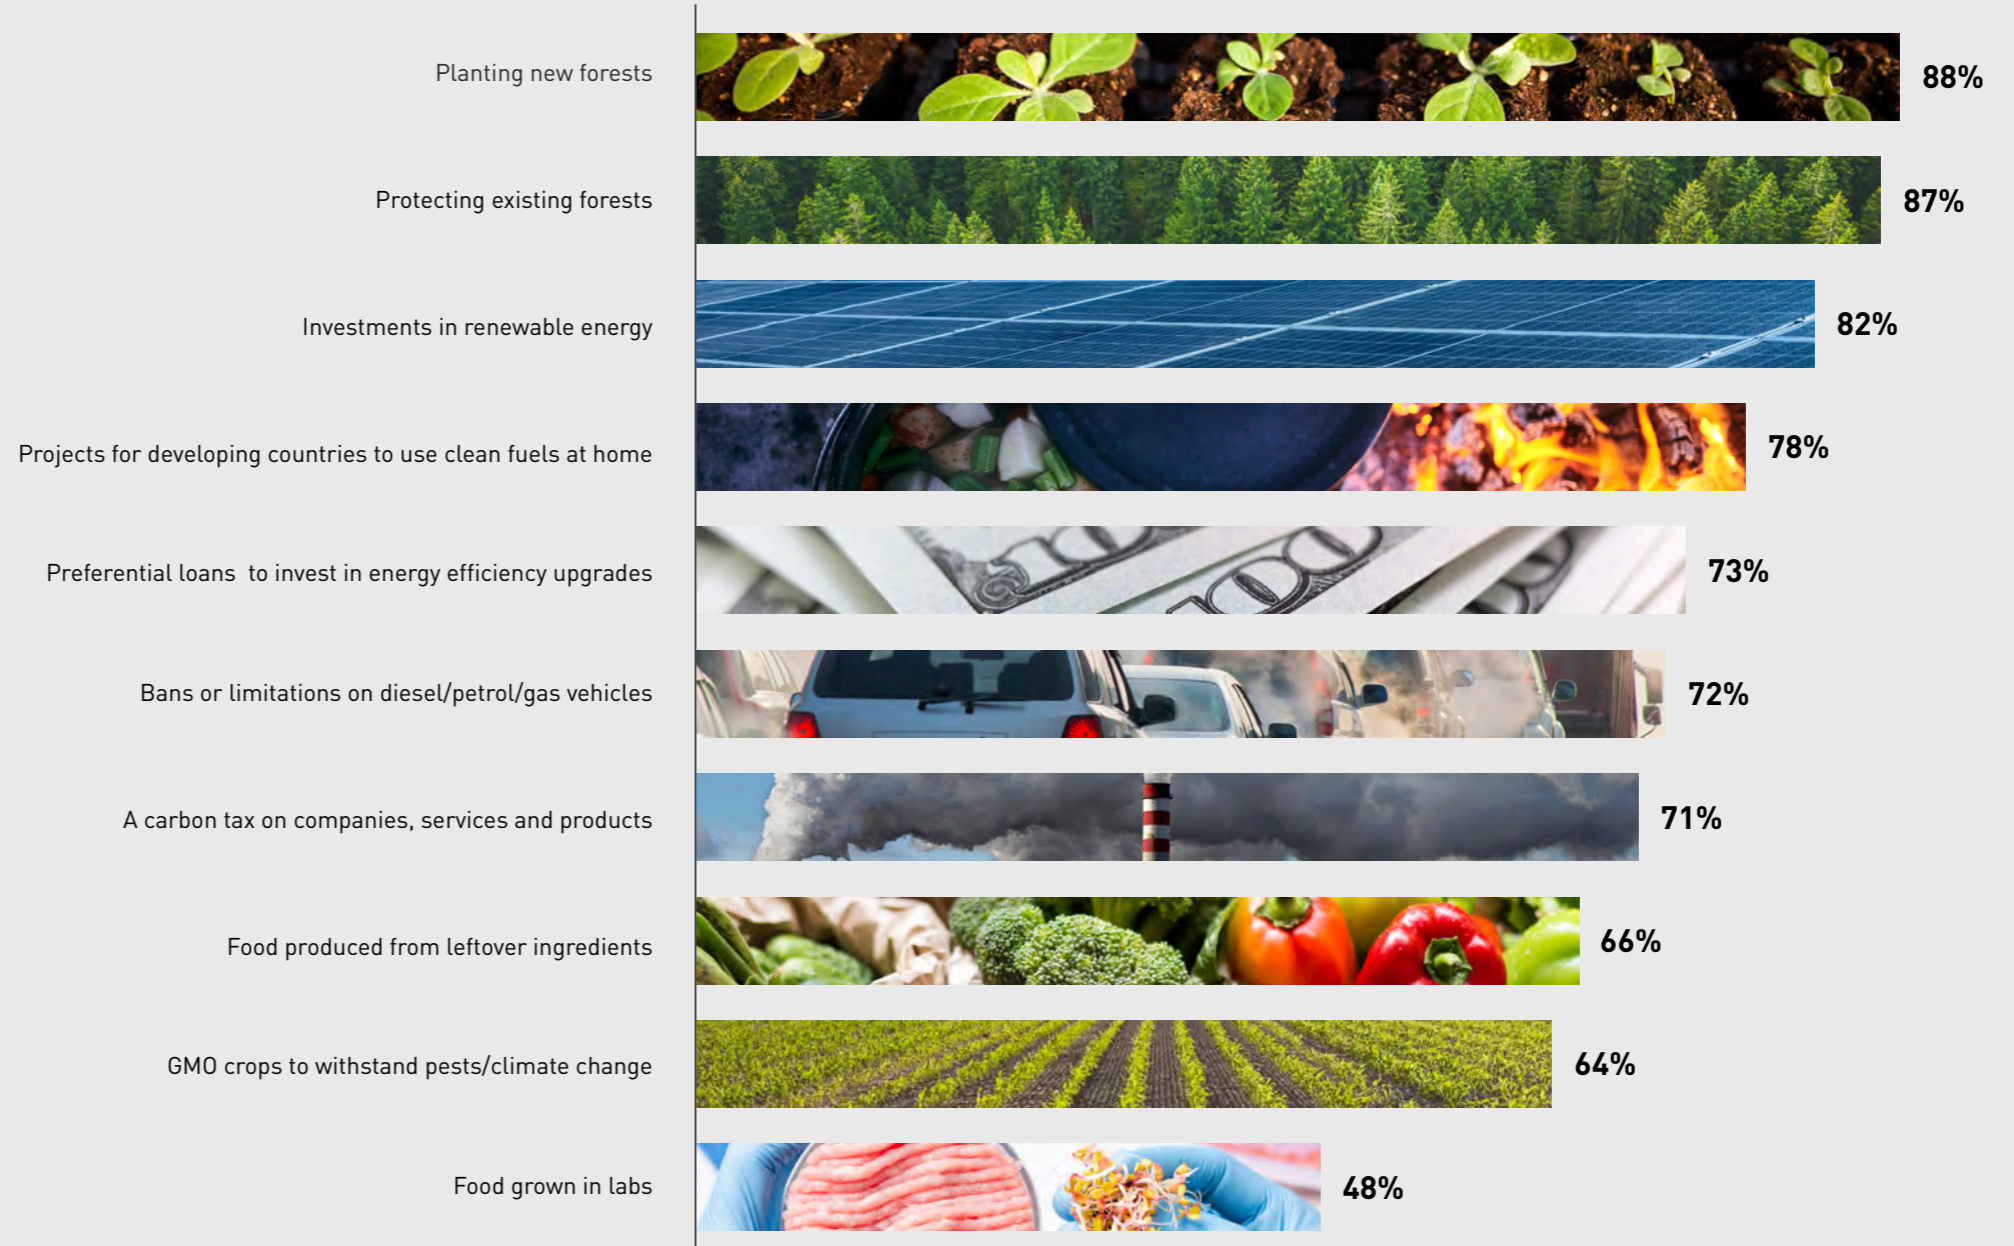 Planting new forests
88%
Protecting existing forests
87%
Investments in renewable energy
82%
Projects for developing countries to use clean fuels at home
78%
Preferential loans  to invest in energy efficiency upgrades
73%
Bans or limitations on diesel/petrol/gas vehicles
72%
A carbon tax on companies, services and products
71%
Food produced from leftover ingredients
66%
GMO crops to withstand pests/climate change
64%
Food grown in labs
48%